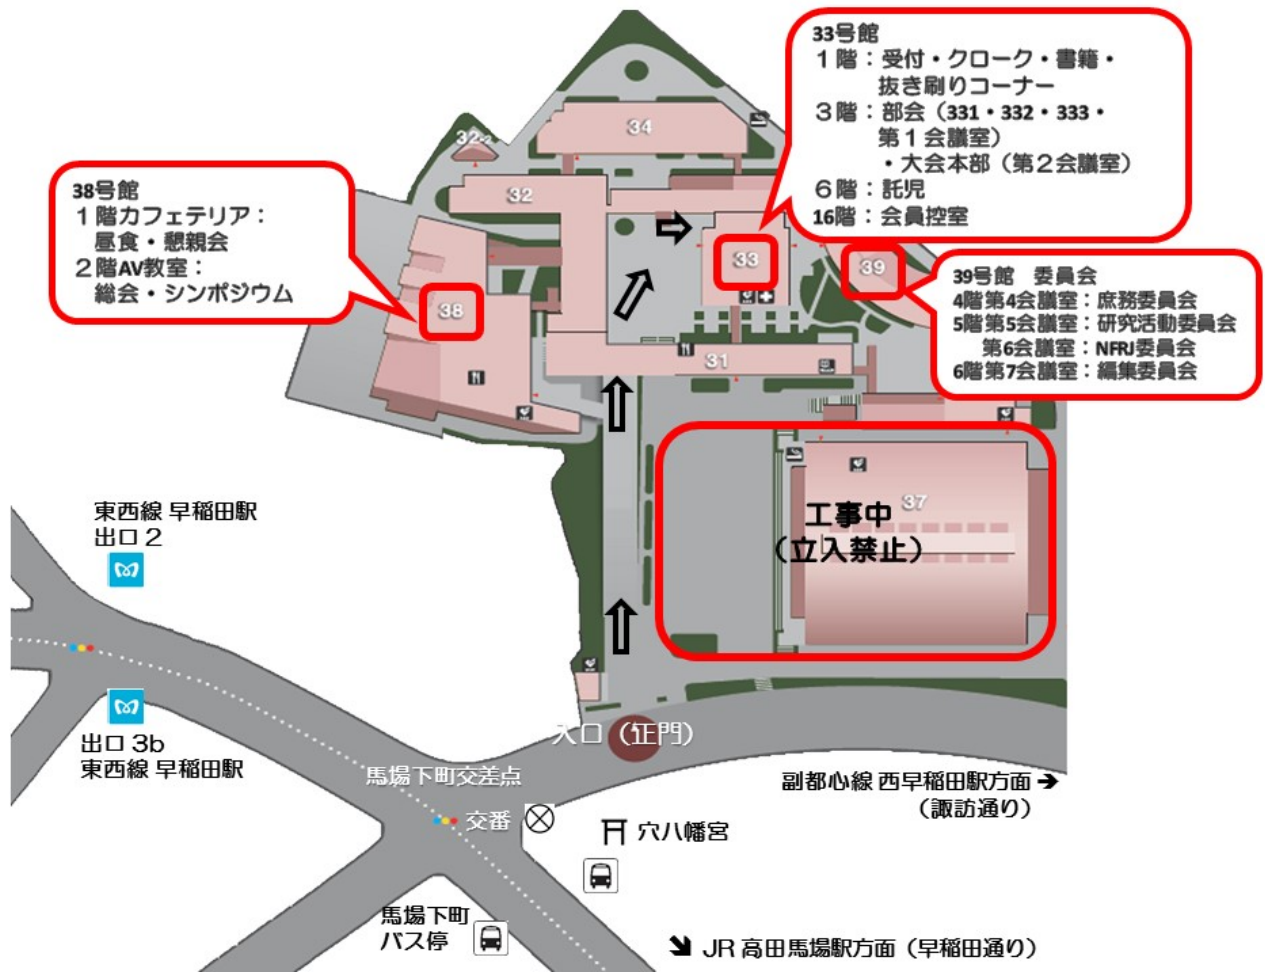 33号館
1階：受付・クローク・書籍・
抜き刷りコーナー
3階：部会（331・332・333・
第1会議室）
・大会本部（第2会議室）
6階：託児
16階：会員控室
38号館
1階カフェテリア：
昼食・懇親会
2階AV教室：
総会・シンポジウム
39号館　委員会
4階第4会議室：庶務委員会
5階第5会議室：研究活動委員会
第6会議室：NFRJ委員会
6階第7会議室：編集委員会
34
32-2
32
33
39
38
31
37
工事中
（立入禁止）
東西線 早稲田駅
出口 2
出口 3b
東西線 早稲田駅
入口（正門）
馬場下町交差点
交番
穴八幡宮
副都心線 西早稲田駅方面
（諏訪通り）
馬場下町
バス停
JR 高田馬場駅方面（早稲田通り）